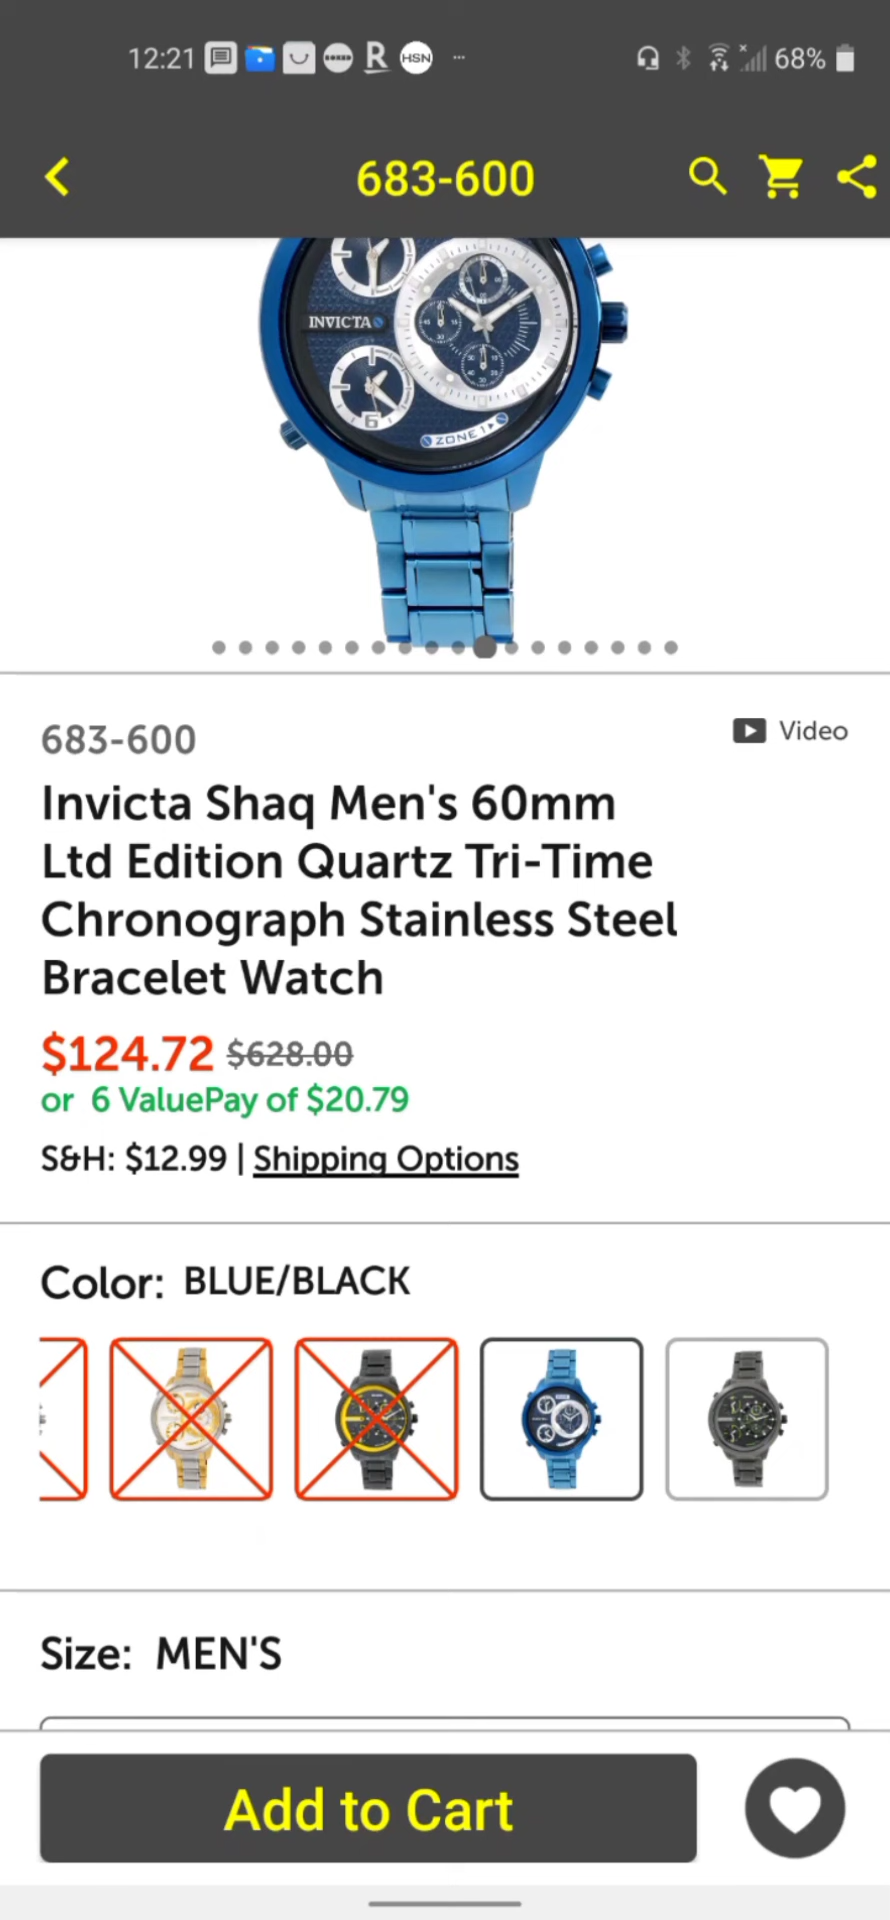 12:21 R HSN 68%
683-600
INVICTA
ZONE 1
683-600
Video
Invicta Shaq Men's 60mm
Ltd Edition Quartz Tri-Time
Chronograph Stainless Steel
Bracelet Watch
$124.72 $628.00
or 6 ValuePay of $20.79
S&H: $12.99 | Shipping Options
Color: BLUE/BLACK
Size: MEN'S
Add to Cart